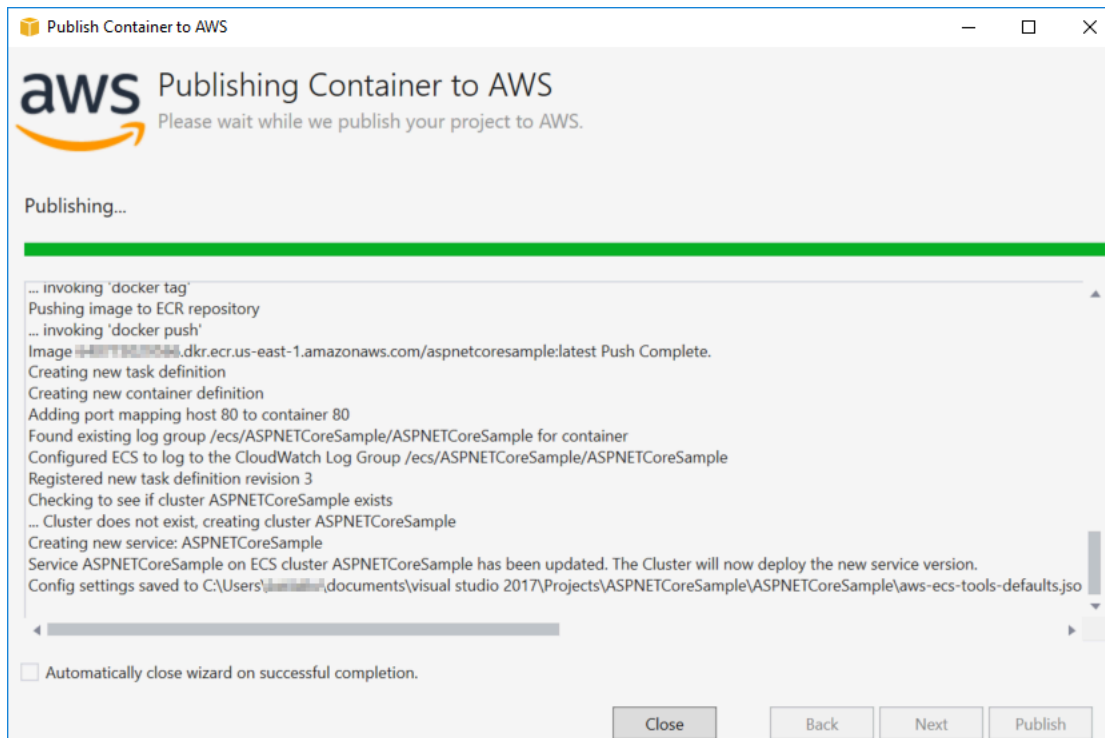 Publish Container to AWS
aws
Publishing Container to AWS
Please wait while we publish your project to AWS.
Publishing...
... invoking 'docker tag'
Pushing image to ECR repository
... invoking 'docker push'
Image .dkr.ecr.us-east-1.amazonaws.com/aspnetcoresample:latest Push Complete.
Creating new task definition
Creating new container definition
Adding port mapping host 80 to container 80
Found existing log group /ecs/ASPNETCoreSample/ASPNETCoreSample for container
Configured ECS to log to the CloudWatch Log Group /ecs/ASPNETCoreSample/ASPNETCoreSample
Registered new task definition revision 3
Checking to see if cluster ASPNETCoreSample exists
... Cluster does not exist, creating cluster ASPNETCoreSample
Creating new service: ASPNETCoreSample
Service ASPNETCoreSample on ECS cluster ASPNETCoreSample has been updated. The Cluster will now deploy the new service version.
Config settings saved to C:\Users\ \documents\visual studio 2017\Projects\ASPNETCoreSample\ASPNETCoreSample\aws-ecs-tools-defaults.jso
Automatically close wizard on successful completion.
Close
Back
Next
Publish